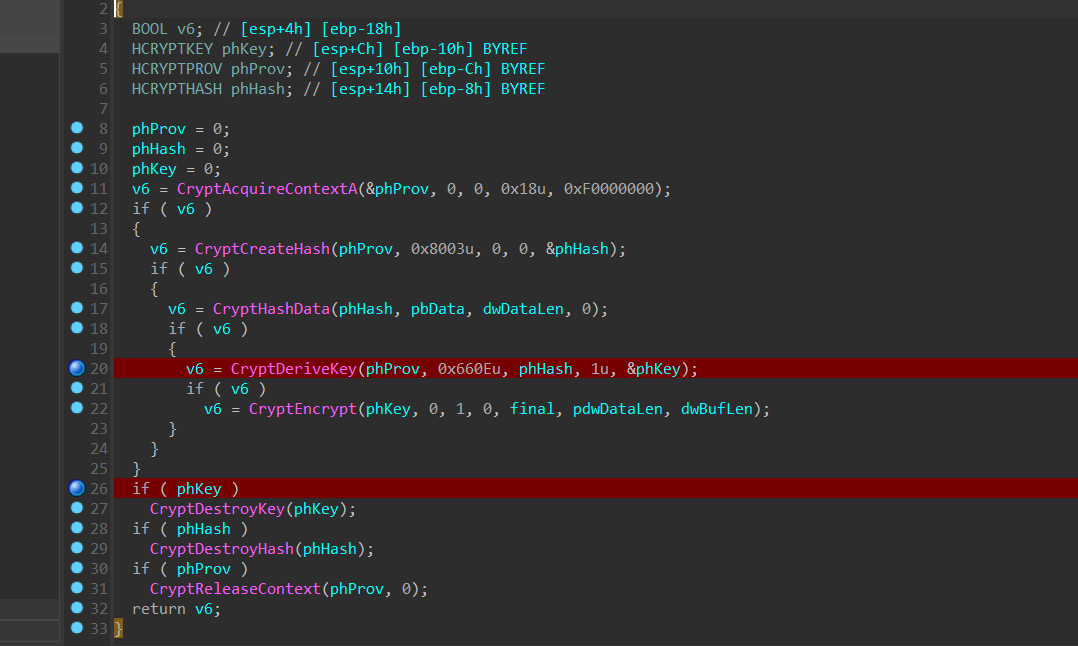 2 {
3 BOOL v6; // [esp+4h] [ebp-18h]
4 HCRYPTKEY phKey; // [esp+Ch] [ebp-10h] BYREF
5 HCRYPTPROV phProv; // [esp+10h] [ebp-Ch] BYREF
6 HCRYPTHASH phHash; // [esp+14h] [ebp-8h] BYREF
7
8 phProv = 0;
9 phHash = 0;
10 phKey = 0;
11 v6 = CryptAcquireContextA(&phProv, 0, 0, 0x18u, 0xF0000000);
12 if ( v6 )
13 {
14 v6 = CryptCreateHash(phProv, 0x8003u, 0, 0, &phHash);
15 if ( v6 )
16 {
17 v6 = CryptHashData(phHash, pbData, dwDataLen, 0);
18 if ( v6 )
19 {
20 v6 = CryptDeriveKey(phProv, 0x660Eu, phHash, 1u, &phKey);
21 if ( v6 )
22 v6 = CryptEncrypt(phKey, 0, 1, 0, final, pdwDataLen, dwBufLen);
23 }
24 }
25 }
26 if ( phKey )
27 CryptDestroyKey(phKey);
28 if ( phHash )
29 CryptDestroyHash(phHash);
30 if ( phProv )
31 CryptReleaseContext(phProv, 0);
32 return v6;
33 }